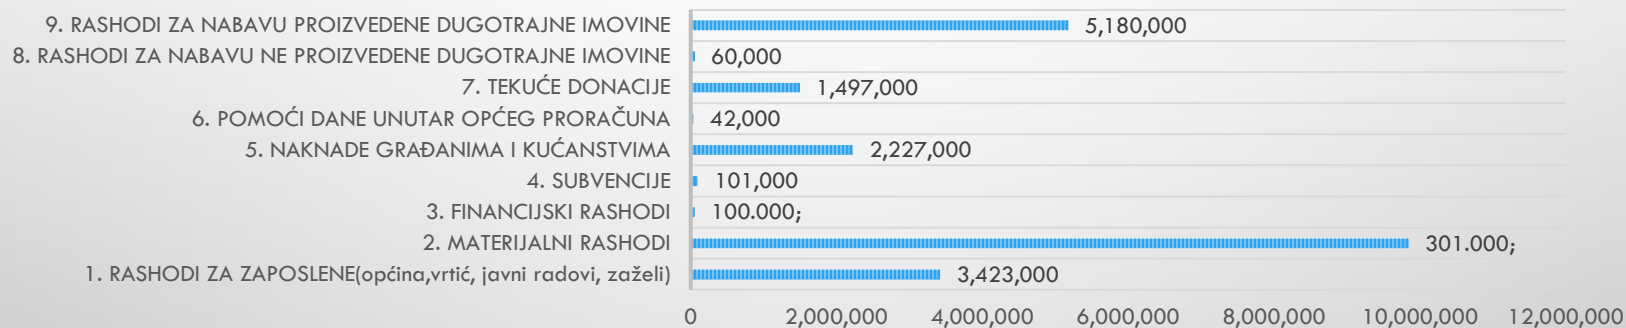 9. RASHODI ZA NABAVU PROIZVEDENE DUGOTRAJNE IMOVINE 5,180,000
8. RASHODI ZA NABAVU NE PROIZVEDENE DUGOTRAJNE IMOVINE 60,000
7. TEKUĆE DONACIJE 1,497,000
6. POMOĆI DANE UNUTAR OPĆEG PRORAČUNA 42,000
5. NAKNADE GRAĐANIMA I KUĆANSTVIMA 2,227,000
4. SUBVENCIJE 101,000
3. FINANCIJSKI RASHODI 100.000;
2. MATERIJALNI RASHODI 301.000;
1. RASHODI ZA ZAPOSLENE(općina,vrtić, javni radovi, zaželi) 3,423,000
0 2,000,000 4,000,000 6,000,000 8,000,000 10,000,000 12,000,000